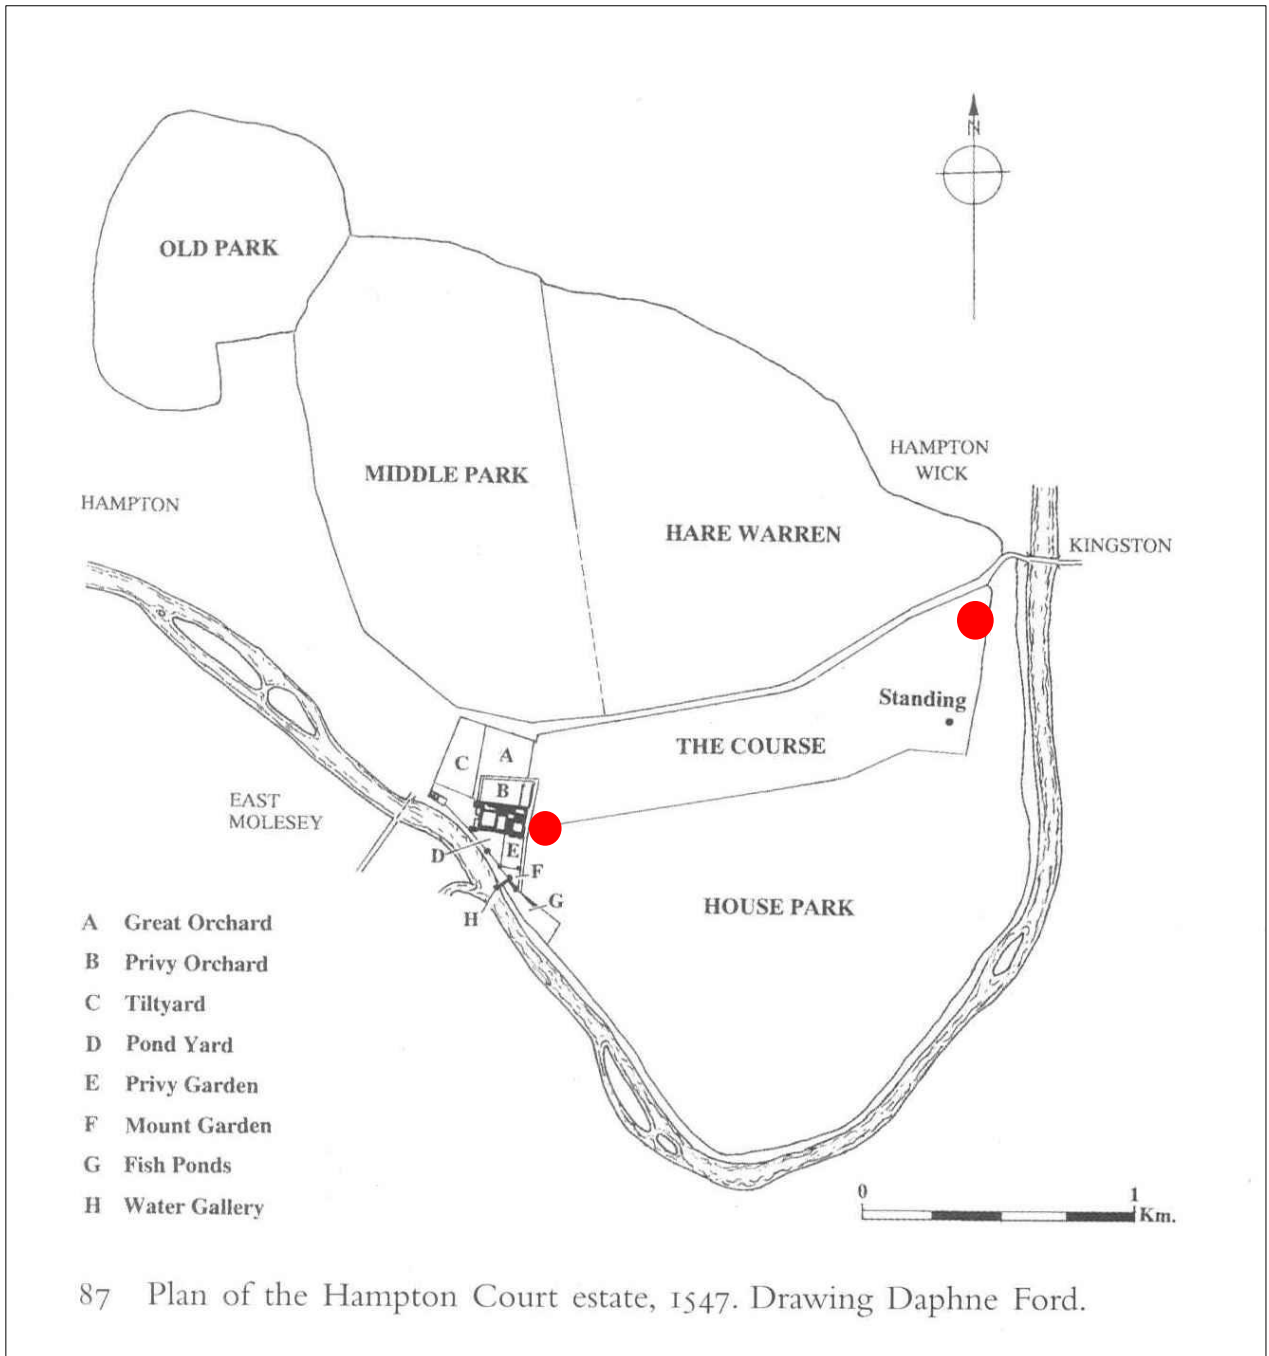 N
OLD PARK
HAMPTON
WICK
MIDDLE PARK
HAMPTON
HARE WARREN
KINGSTON
Standing
THE COURSE
A
C
B
EAST
MOLESEY
D
E
F
G
H
HOUSE PARK
A Great Orchard
B Privy Orchard
C Tiltyard
D Pond Yard
E Privy Garden
F Mount Garden
G Fish Ponds
H Water Gallery
0 1
Km.
87 Plan of the Hampton Court estate, 1547. Drawing Daphne Ford.